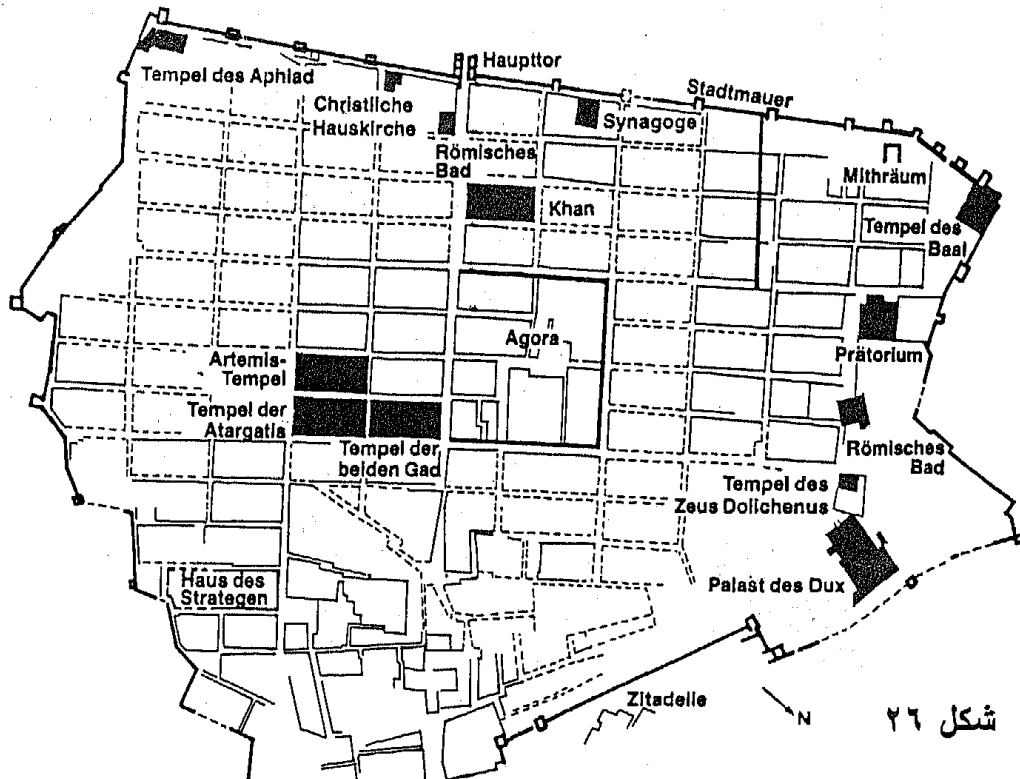 Haupttor
Tempel des Aphlad
Stadtmauer
Christliche
Hauskirche
Synagoge
Römisches
Bad
Mithräum
Khan
Tempel des
Baal
Agora
Prätorium
Artemis-
Tempel
Tempel der
Atargatis
Tempel der
beiden Gad
Römisches
Bad
Tempel des
Zeus Dolichenus
Haus des
Strategen
Palast des Dux
Zitadelle
N
شكل ٢٦